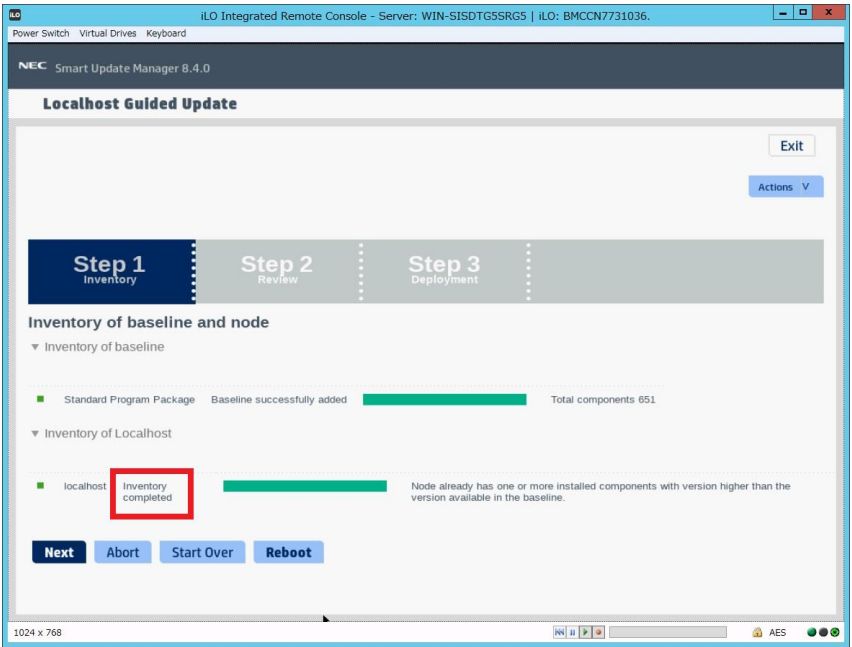 iLO iLO Integrated Remote Console - Server: WIN-SISDTG5SRG5 | iLO: BMCCN7731036.
Power Switch Virtual Drives Keyboard
NEC Smart Update Manager 8.4.0
Localhost Guided Update
Exit
Actions V
Step 1 Step 2 Step 3
Inventory Review Deployment
Inventory of baseline and node
▼ Inventory of baseline
Standard Program Package Baseline successfully added Total components 651
▼ Inventory of Localhost
localhost Inventory Node already has one or more installed components with version higher than the
completed version available in the baseline.
Next Abort Start Over Reboot
1024 x 768 AES